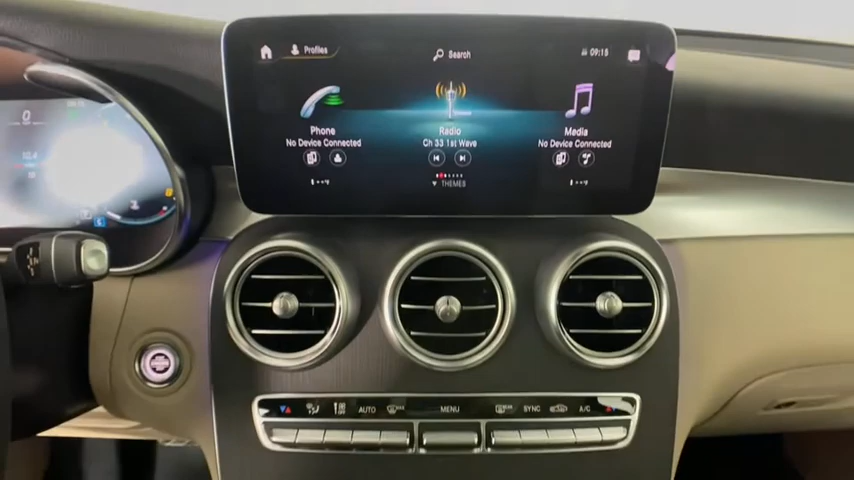 Profiles
Search
09:15
Phone
No Device Connected
Radio
Ch 33 1st Wave
Media
No Device Connected
THEMES
0
AUTO
MENU
SYNC
A/C